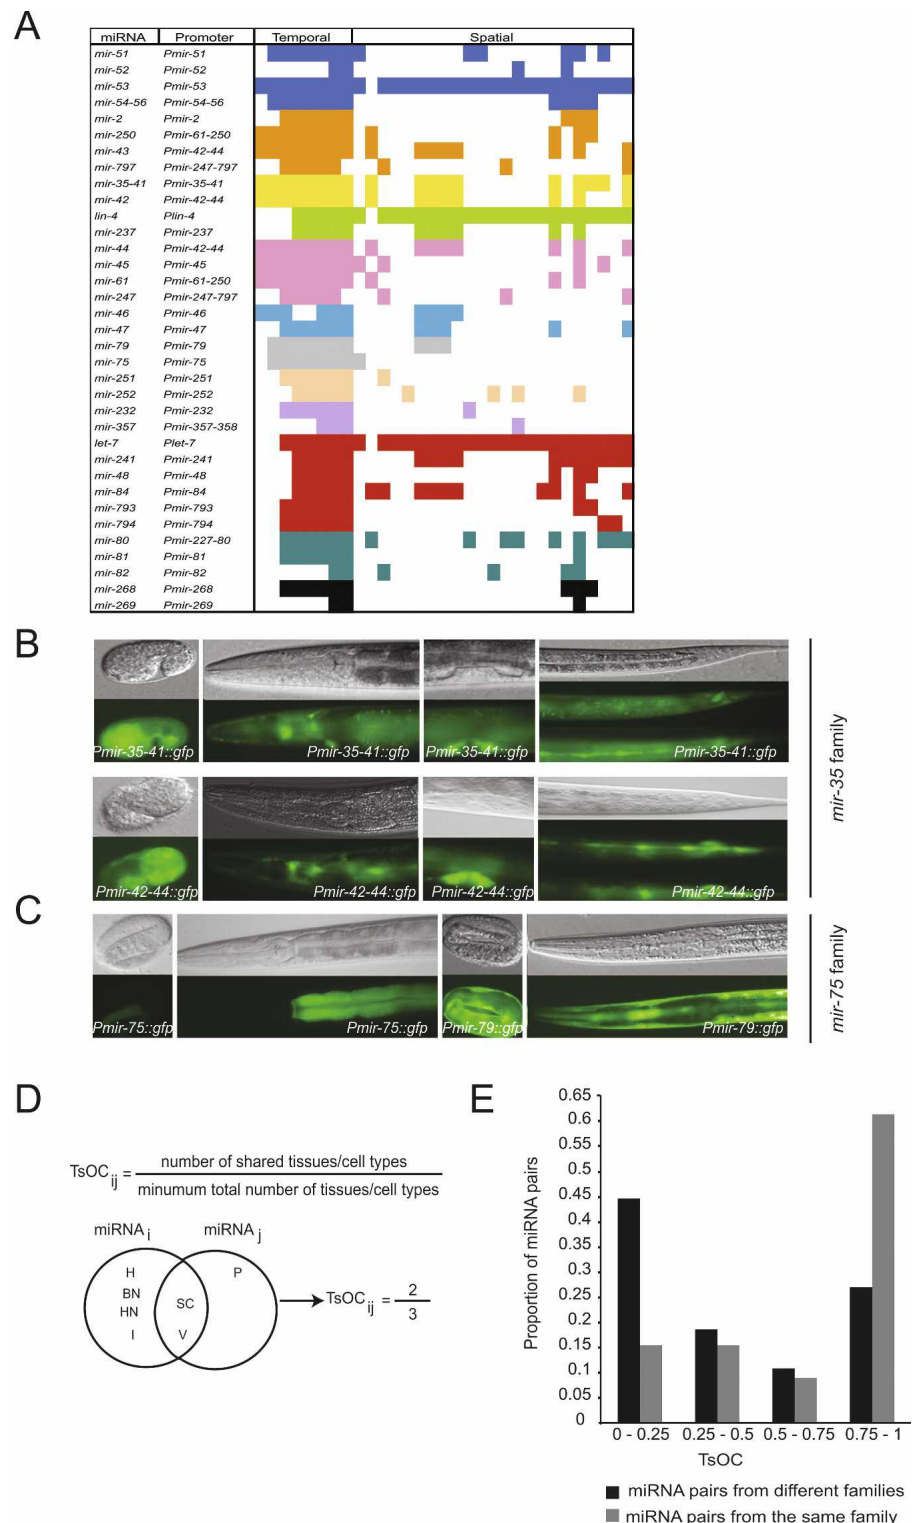 A
miRNA Promoter Temporal Spatial
mir-51 Pmir-51
mir-52 Pmir-52
mir-53 Pmir-53
mir-54-56 Pmir-54-56
mir-2 Pmir-2
mir-250 Pmir-61-250
mir-43 Pmir-42-44
mir-797 Pmir-247-797
mir-35-41 Pmir-35-41
mir-42 Pmir-42-44
lin-4 Plin-4
mir-237 Pmir-237
mir-44 Pmir-42-44
mir-45 Pmir-45
mir-61 Pmir-61-250
mir-247 Pmir-247-797
mir-46 Pmir-46
mir-47 Pmir-47
mir-79 Pmir-79
mir-75 Pmir-75
mir-251 Pmir-251
mir-252 Pmir-252
mir-232 Pmir-232
mir-357 Pmir-357-358
let-7 Plet-7
mir-241 Pmir-241
mir-48 Pmir-48
mir-84 Pmir-84
mir-793 Pmir-793
mir-794 Pmir-794
mir-80 Pmir-227-80
mir-81 Pmir-81
mir-82 Pmir-82
mir-268 Pmir-268
mir-269 Pmir-269
B
Pmir-35-41::gfp Pmir-35-41::gfp Pmir-35-41::gfp Pmir-35-41::gfp
Pmir-42-44::gfp Pmir-42-44::gfp Pmir-42-44::gfp Pmir-42-44::gfp
mir-35 family
C
Pmir-75::gfp Pmir-75::gfp Pmir-79::gfp Pmir-79::gfp
mir-75 family
D
TsOC ij = number of shared tissues/cell types
minumum total number of tissues/cell types
miRNA i miRNA j
H P
BN
HN SC
I V
TsOC ij = 2
3
E
Proportion of miRNA pairs
0.65
0.6
0.55
0.5
0.45
0.4
0.35
0.3
0.25
0.2
0.15
0.1
0.05
0
0 - 0.25 0.25 - 0.5 0.5 - 0.75 0.75 - 1
TsOC
miRNA pairs from different families
miRNA pairs from the same family